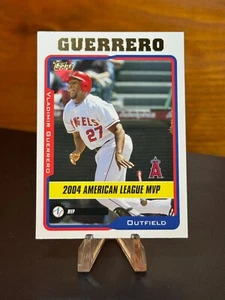 GUERRERO
Topps
VLADIMIR GUERRERO
ANGELS
27
A
2004 AMERICAN LEAGUE MVP
MVP
OUTFIELD